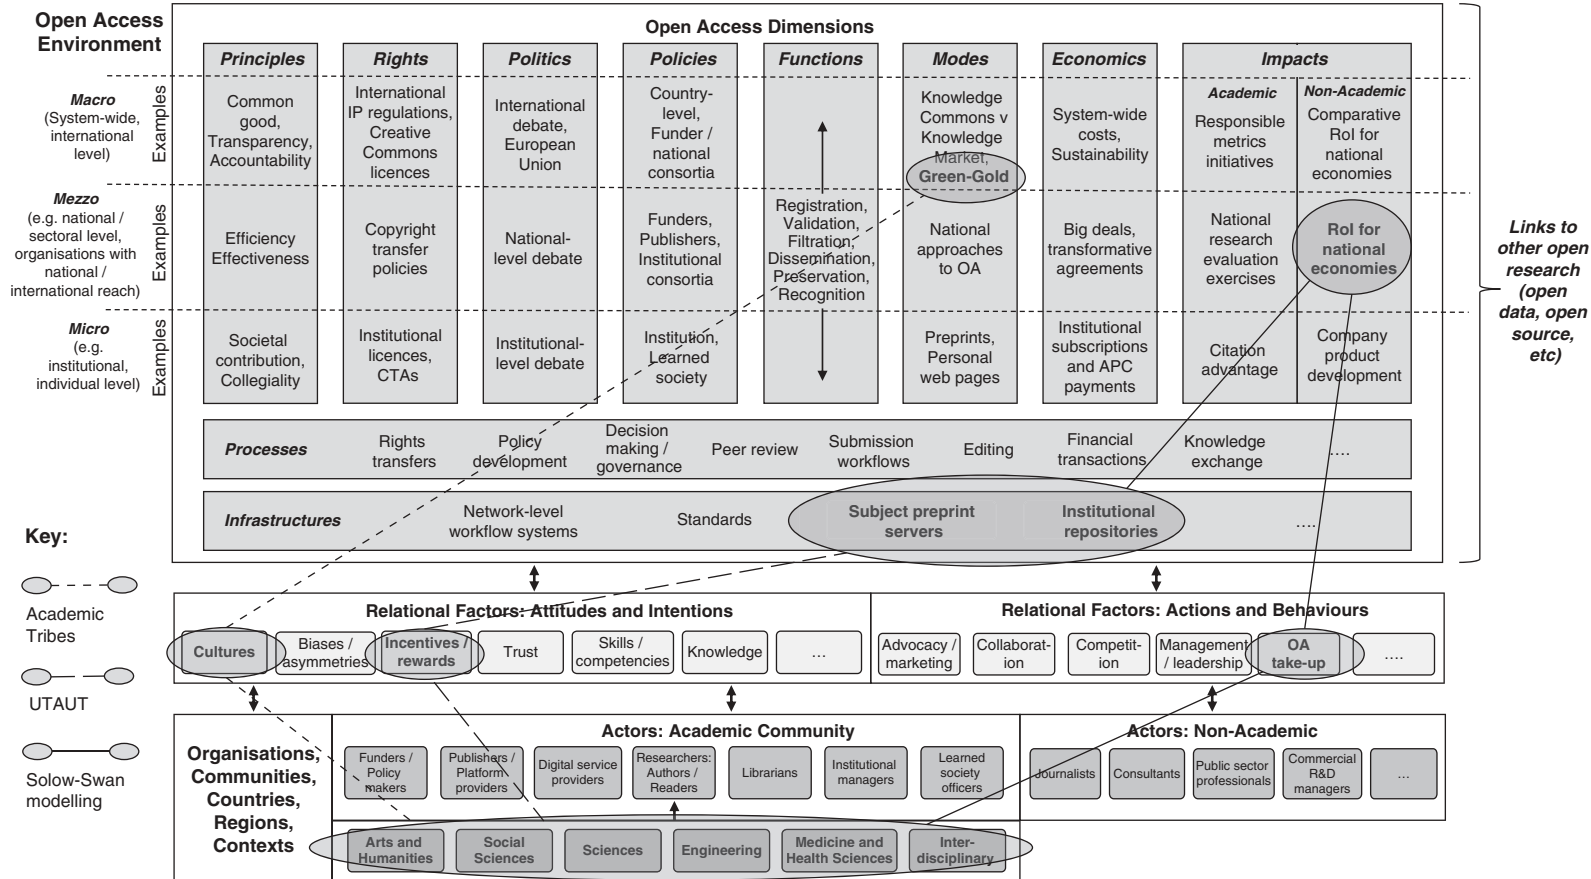 Open Access
Environment
Open Access Dimensions
Principles
Rights
Politics
Policies
Functions
Modes
Economics
Impacts
Macro
(System-wide,
international
level)
Examples
Common
good,
Transparency,
Accountability
International
IP regulations,
Creative
Commons
licences
International
debate,
European
Union
Country-
level,
Funder /
national
consortia
Knowledge
Commons v
Knowledge
Market,
Green-Gold
System-wide
costs,
Sustainability
Academic
Responsible
metrics
initiatives
Non-Academic
Comparative
RoI for
national
economies
Mezzo
(e.g. national /
sectoral level,
organisations with
national /
international reach)
Examples
Efficiency
Effectiveness
Copyright
transfer
policies
National-
level debate
Funders,
Publishers,
Institutional
consortia
Registration,
Validation,
Filtration,
Dissemination,
Preservation,
Recognition
National
approaches
to OA
Big deals,
transformative
agreements
National
research
evaluation
exercises
RoI for
national
economies
Micro
(e.g.
institutional,
individual level)
Examples
Societal
contribution,
Collegiality
Institutional
licences,
CTAs
Institutional-
level debate
Institution,
Learned
society
Preprints,
Personal
web pages
Institutional
subscriptions
and APC
payments
Citation
advantage
Company
product
development
Links to
other open
research
(open
data, open
source,
etc)
Processes
Rights
transfers
Policy
development
Decision
making /
governance
Peer review
Submission
workflows
Editing
Financial
transactions
Knowledge
exchange
....
Infrastructures
Network-level
workflow systems
Standards
Subject preprint
servers
Institutional
repositories
....
Key:
Academic
Tribes
UTAUT
Solow-Swan
modelling
Relational Factors: Attitudes and Intentions
Cultures
Biases /
asymmetries
Incentives /
rewards
Trust
Skills /
competencies
Knowledge
...
Relational Factors: Actions and Behaviours
Advocacy /
marketing
Collaborat-
ion
Competit-
ion
Management
/ leadership
OA
take-up
....
Organisations,
Communities,
Countries,
Regions,
Contexts
Actors: Academic Community
Funders /
Policy
makers
Publishers /
Platform
providers
Digital service
providers
Researchers:
Authors /
Readers
Librarians
Institutional
managers
Learned
society
officers
Actors: Non-Academic
Journalists
Consultants
Public sector
professionals
Commercial
R&D
managers
...
Arts and
Humanities
Social
Sciences
Sciences
Engineering
Medicine and
Health Sciences
Inter-
disciplinary